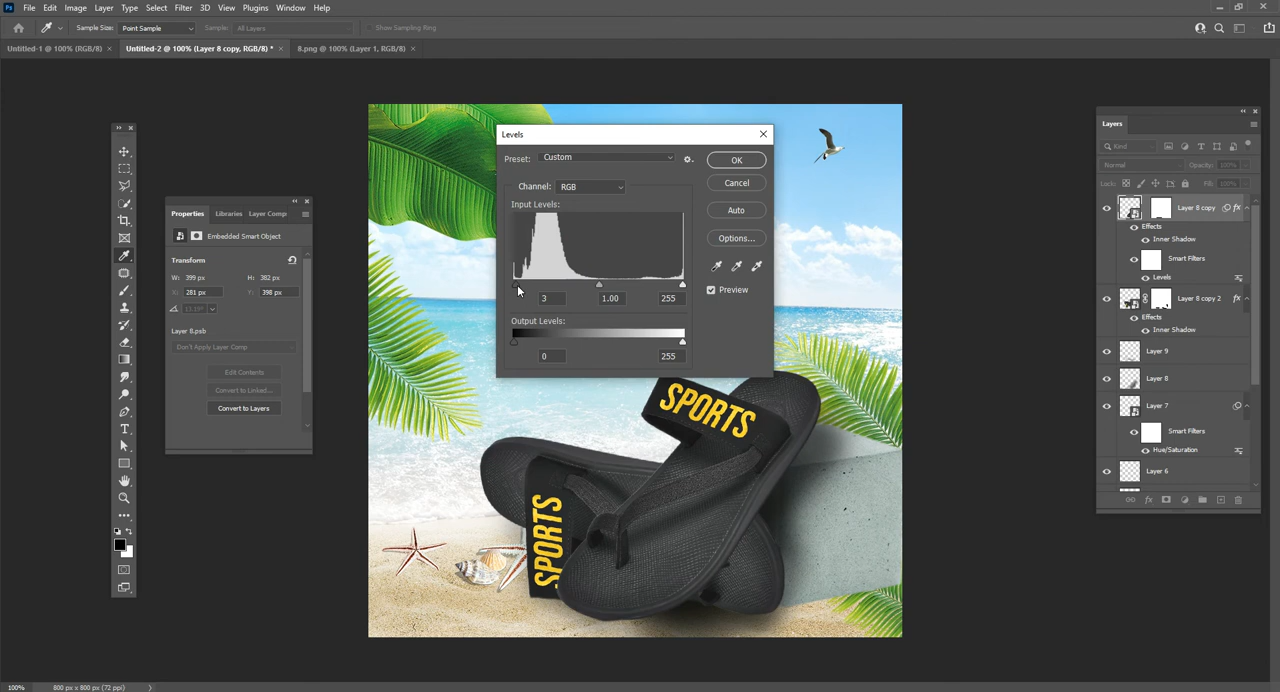 Ps File Edit Image Layer Type Select Filter 3D View Plugins Window Help
Sample Size: Point Sample Sample: All Layers Show Sampling Ring
Untitled-1 @ 100% (RGB/8) × Untitled-2 @ 100% (Layer 8 copy, RGB/8) * × 8.png @ 100% (Layer 1, RGB/8) ×
Levels
Preset: Custom
OK
Channel: RGB
Cancel
Input Levels:
Auto
Options...
3 1.00 255
Preview
Output Levels:
0 255
Properties Libraries Layer Comp
Embedded Smart Object
Transform
W: 399 px H: 382 px
X: 281 px Y: 398 px
Layer 8.psb
Don't Apply Layer Comp
Edit Contents
Convert to Linked...
Convert to Layers
SPORTS
SPORTS
Layers
Kind
Normal Opacity: 100%
Lock: Fill: 100%
Layer 8 copy fx
Effects
Inner Shadow
Smart Filters
Levels
Layer 8 copy 2 fx
Effects
Inner Shadow
Layer 9
Layer 8
Layer 7
Smart Filters
Hue/Saturation
Layer 6
fx
100% 800 px x 800 px (72 ppi)